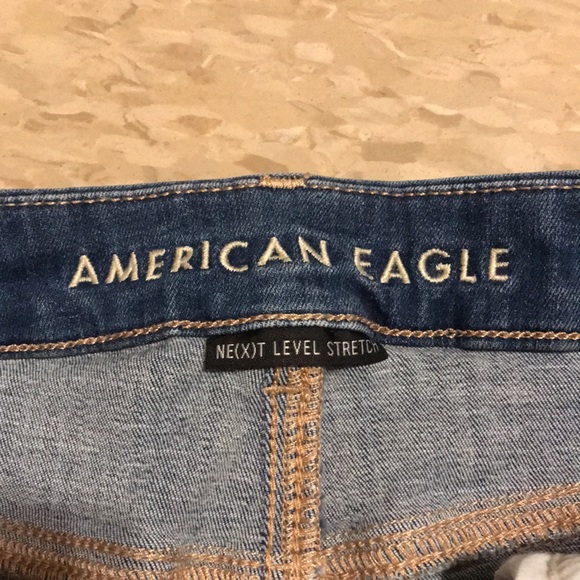 AMERICAN EAGLE
NE(X)T LEVEL STRETCH